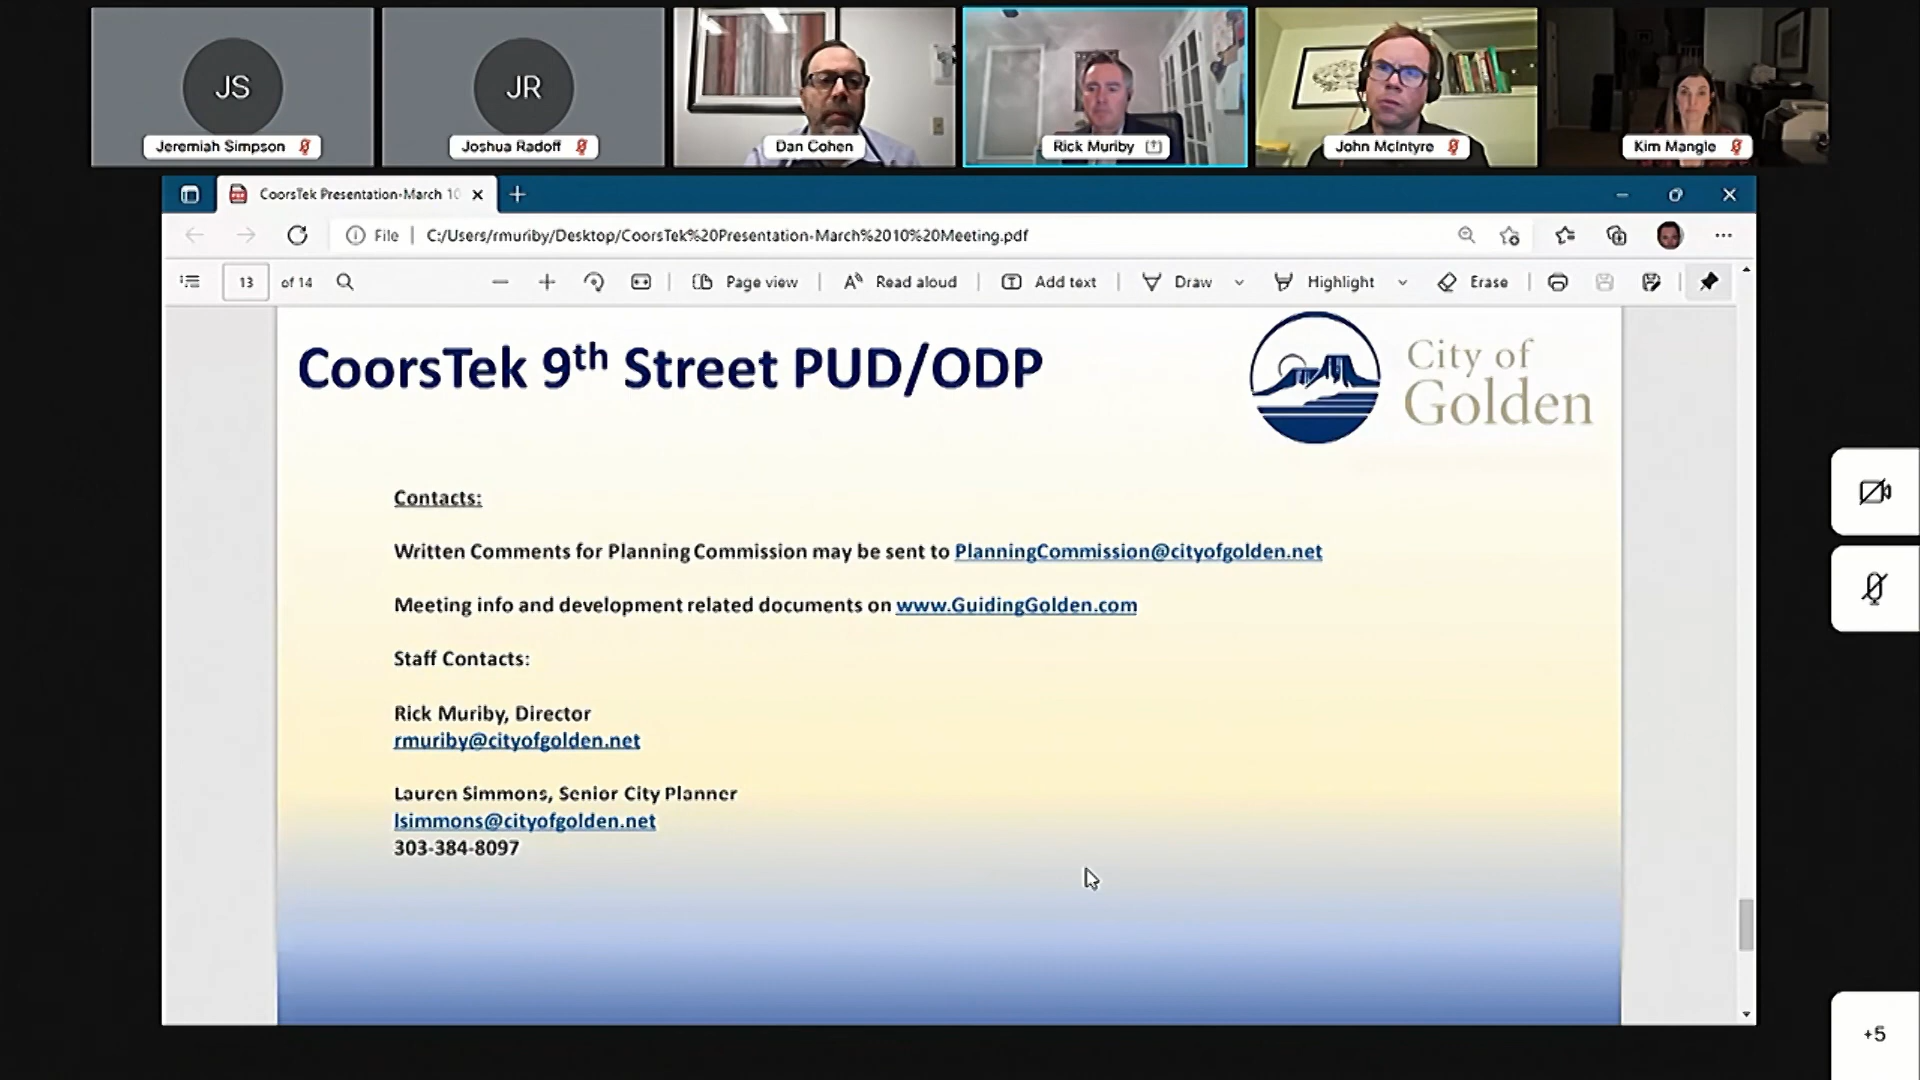 JS
Jeremiah Simpson
JR
Joshua Radoff
Dan Cohen
Rick Muriby
John McIntyre
Kim Mangle
CoorsTek Presentation-March 10
File
C:/Users/rmuriby/Desktop/CoorsTek%20Presentation-March%2010%20Meeting.pdf
13 of 14
Page view
Read aloud
Add text
Draw
Highlight
Erase
CoorsTek 9th Street PUD/ODP
City of
Golden
Contacts:
Written Comments for Planning Commission may be sent to PlanningCommission@cityofgolden.net
Meeting info and development related documents on www.GuidingGolden.com
Staff Contacts:
Rick Muriby, Director
rmuriby@cityofgolden.net
Lauren Simmons, Senior City Planner
lsimmons@cityofgolden.net
303-384-8097
+5